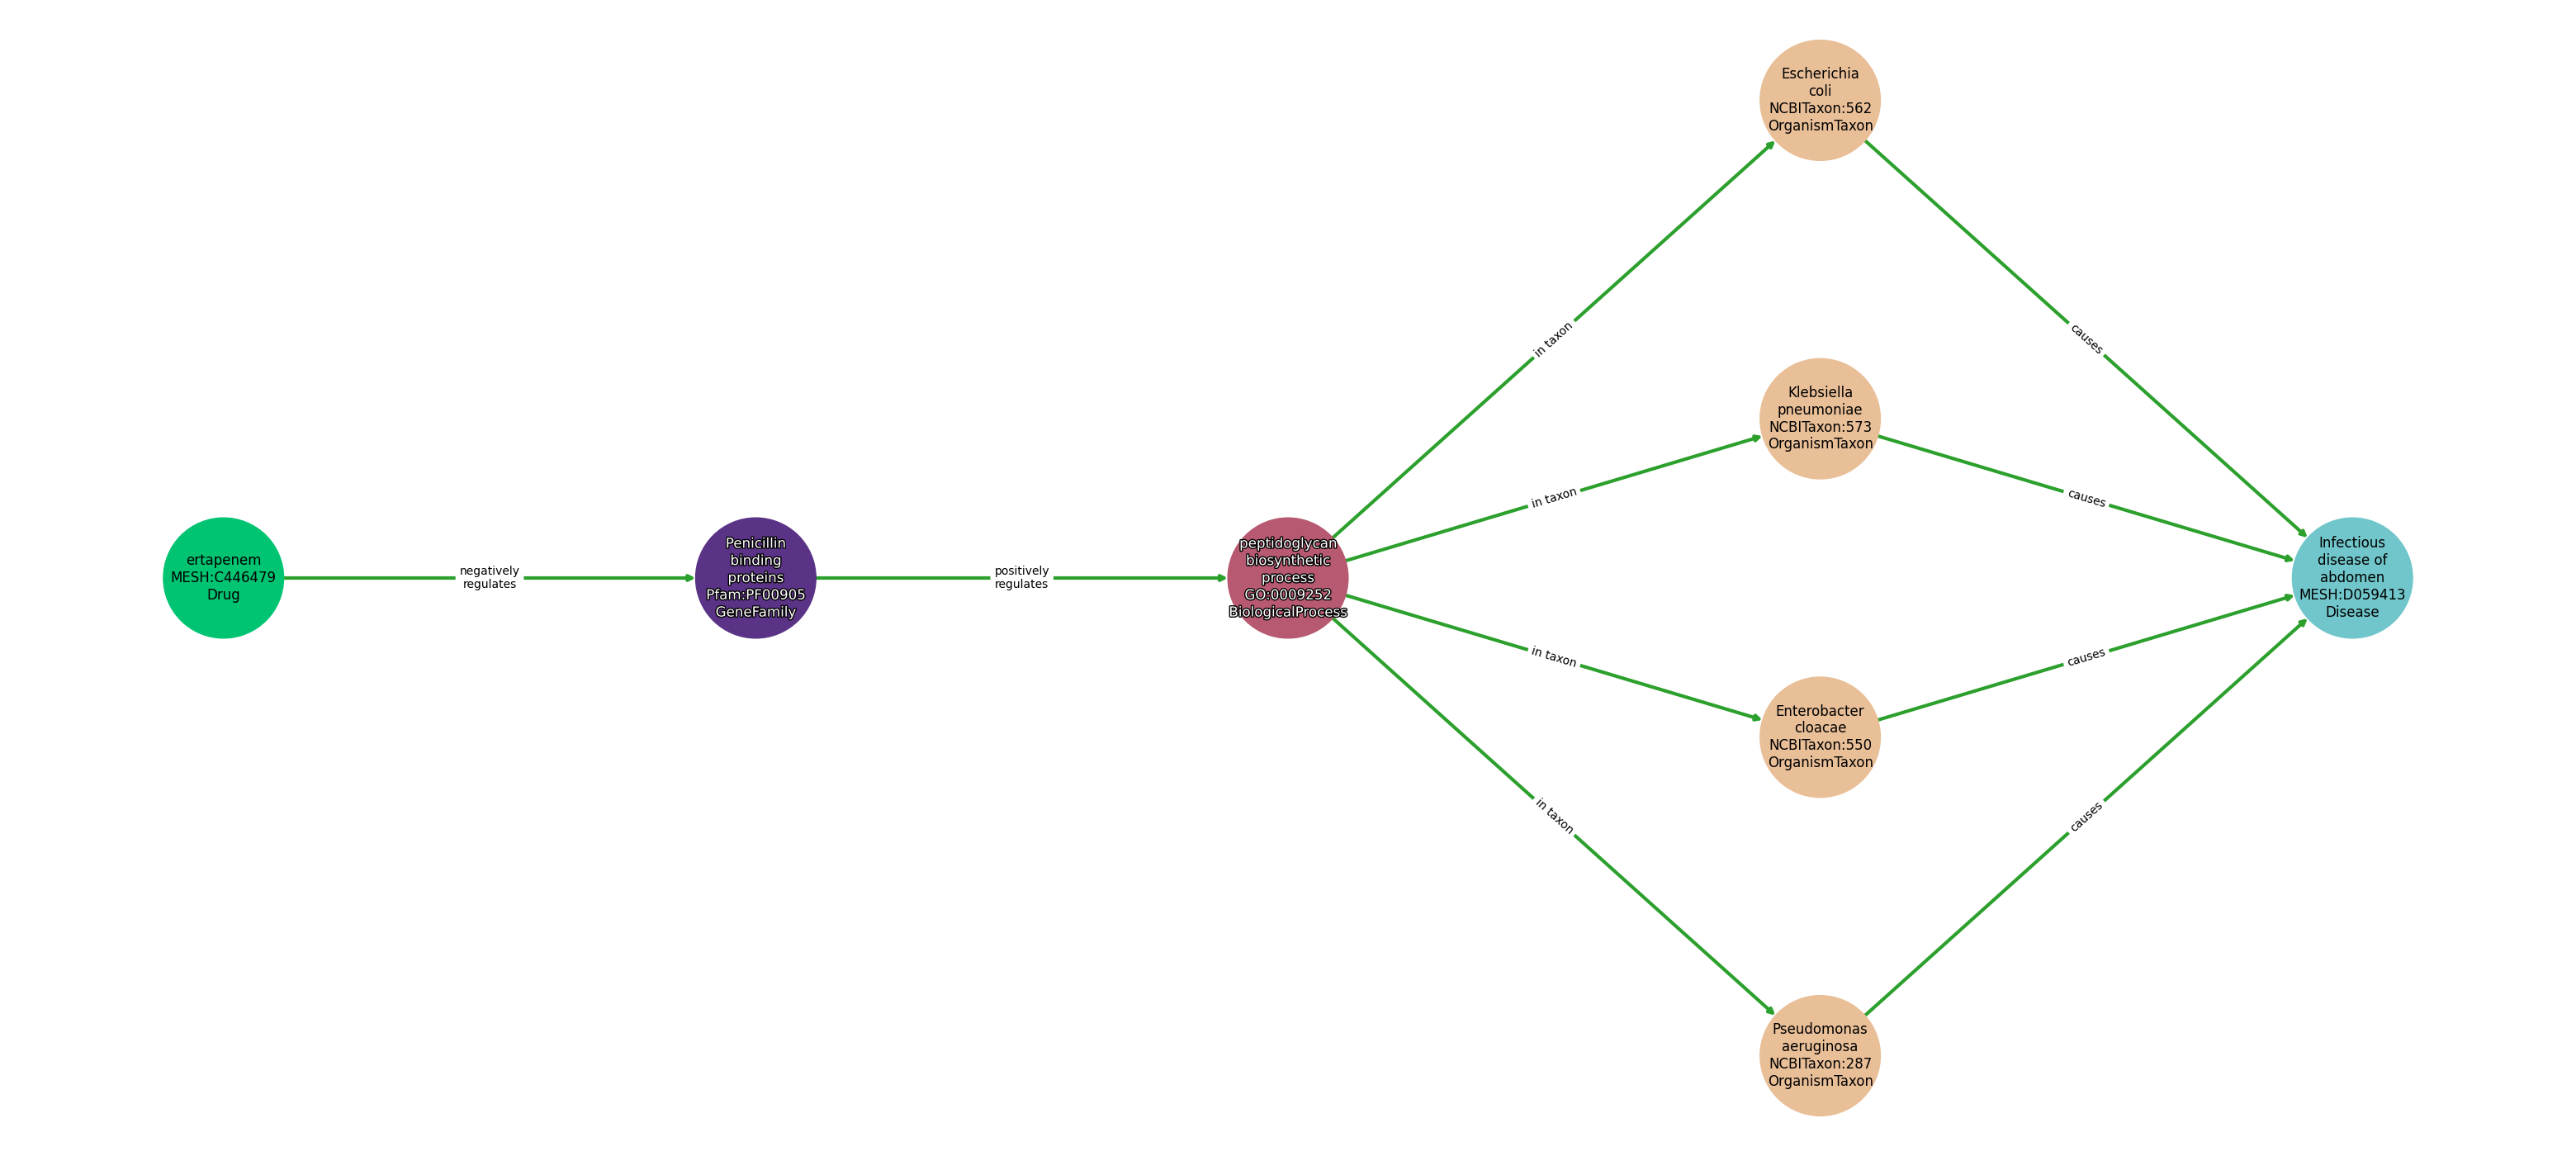 ertapenem
MESH:C446479
Drug
negatively
regulates
Penicillin
binding
proteins
Pfam:PF00905
GeneFamily
positively
regulates
peptidoglycan
biosynthetic
process
GO:0009252
BiologicalProcess
in taxon
in taxon
in taxon
in taxon
Escherichia
coli
NCBITaxon:562
OrganismTaxon
Klebsiella
pneumoniae
NCBITaxon:573
OrganismTaxon
Enterobacter
cloacae
NCBITaxon:550
OrganismTaxon
Pseudomonas
aeruginosa
NCBITaxon:287
OrganismTaxon
causes
causes
causes
causes
Infectious
disease of
abdomen
MESH:D059413
Disease